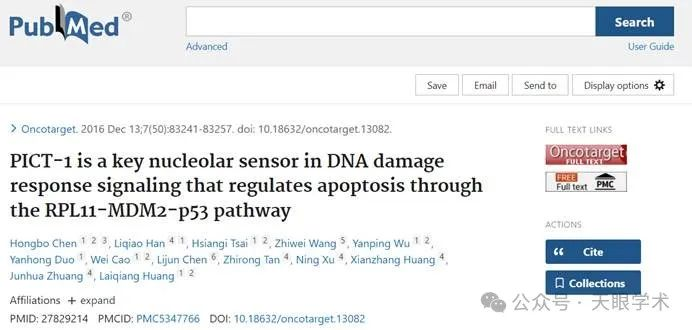 PubMed®
Search
Advanced
User Guide
Save
Email
Send to
Display options
> Oncotarget. 2016 Dec 13;7(50):83241-83257. doi: 10.18632/oncotarget.13082.
PICT-1 is a key nucleolar sensor in DNA damage
response signaling that regulates apoptosis through
the RPL11-MDM2-p53 pathway
Hongbo Chen 1 2 3, Liqiao Han 4 1, Hsiangi Tsai 1 2, Zhiwei Wang 5, Yanping Wu 1 2,
Yanhong Duo 1, Wei Cao 1 2, Lijun Chen 6, Zhirong Tan 4, Ning Xu 4, Xianzhang Huang 4,
Junhua Zhuang 4, Laiqiang Huang 1 2
Affiliations + expand
PMID: 27829214 PMCID: PMC5347766 DOI: 10.18632/oncotarget.13082
FULL TEXT LINKS
Oncotarget
FULL TEXT
FREE
Full text
PMC
ACTIONS
Cite
Collections
公众号 · 天眼学术